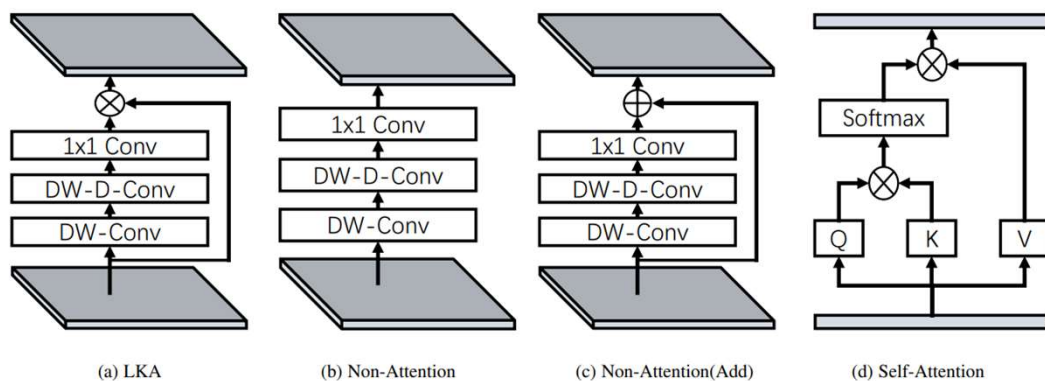 1x1 Conv
DW-D-Conv
DW-Conv
(a) LKA
1x1 Conv
DW-D-Conv
DW-Conv
(b) Non-Attention
1x1 Conv
DW-D-Conv
DW-Conv
(c) Non-Attention(Add)
Softmax
Q K V
(d) Self-Attention